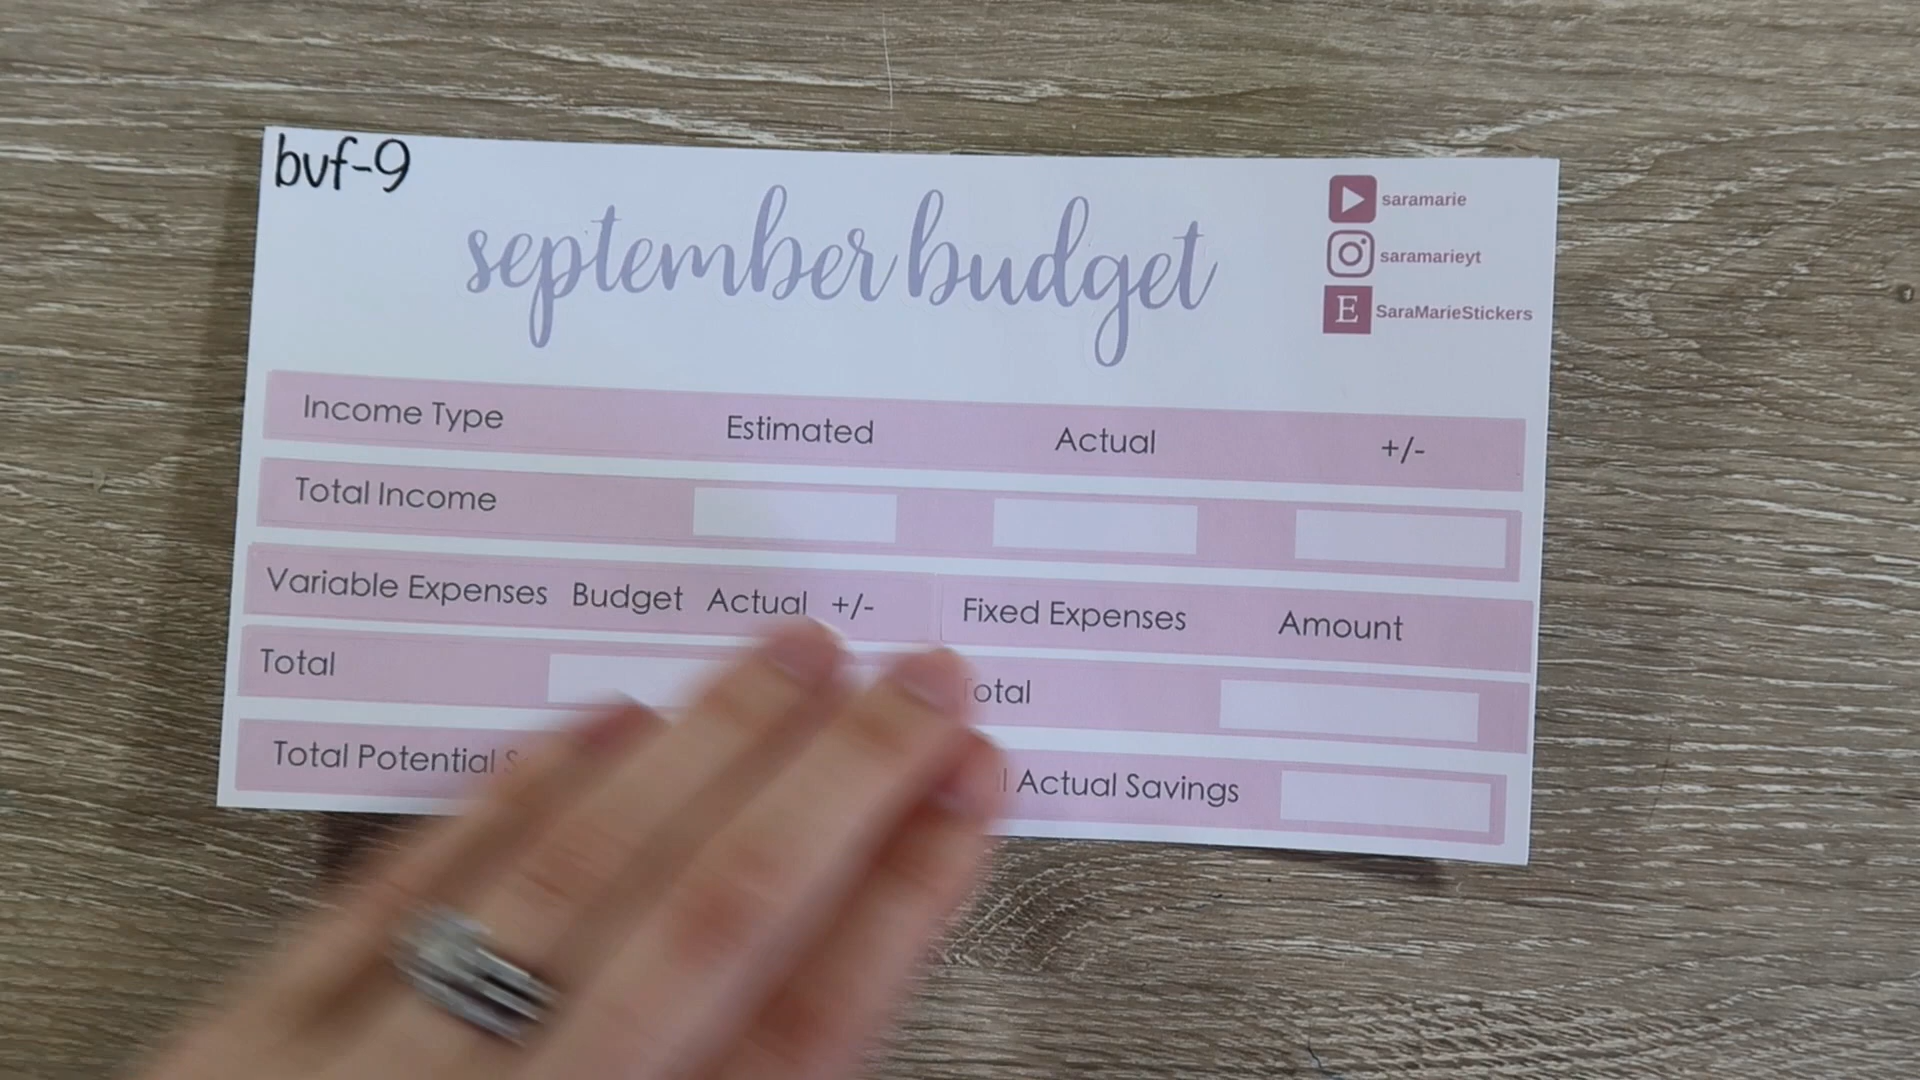 bvf-9
september budget
saramarie
saramarieyt
E SaraMarieStickers
Income Type Estimated Actual +/-
Total Income
Variable Expenses Budget Actual +/- Fixed Expenses Amount
Total Total
Total Potential Actual Savings